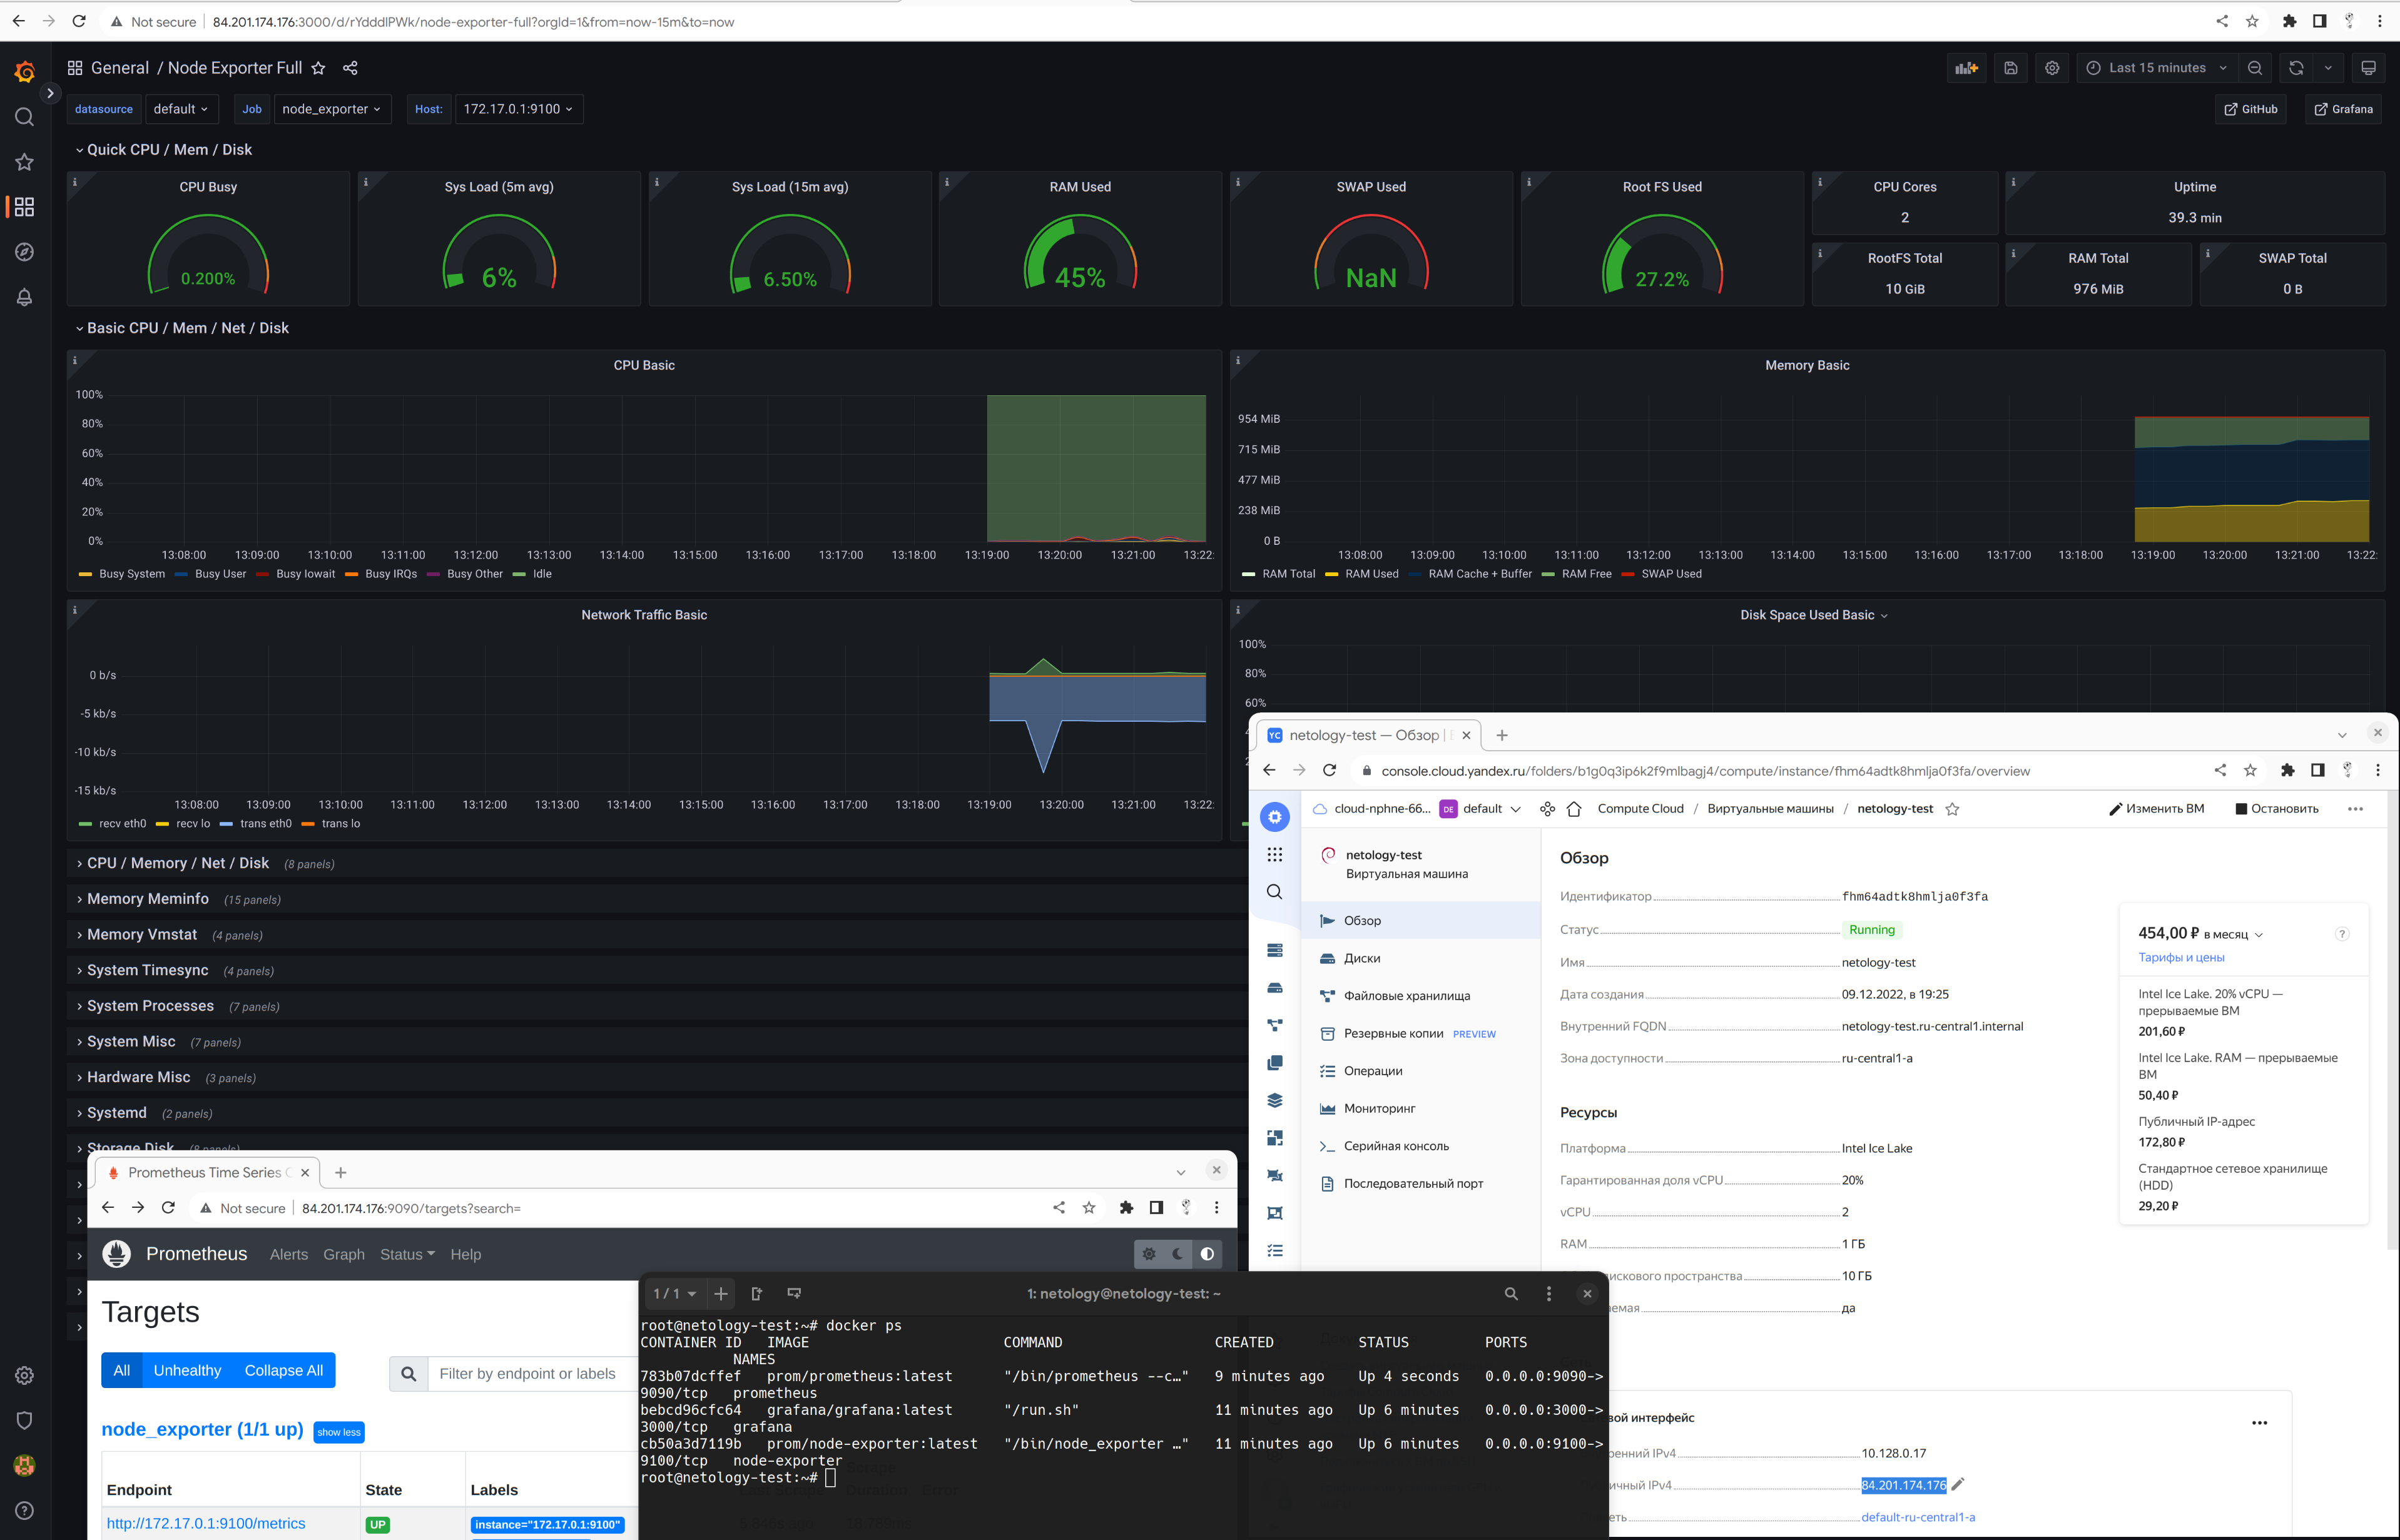 Not secure | 84.201.174.176:3000/d/rYdddlPWk/node-exporter-full?orgId=1&from=now-15m&to=now
General / Node Exporter Full
Last 15 minutes
datasource default Job node_exporter Host: 172.17.0.1:9100
GitHub Grafana
Quick CPU / Mem / Disk
CPU Busy
0.200%
Sys Load (5m avg)
6%
Sys Load (15m avg)
6.50%
RAM Used
45%
SWAP Used
NaN
Root FS Used
27.2%
CPU Cores
2
Uptime
39.3 min
RootFS Total
10 GiB
RAM Total
976 MiB
SWAP Total
0 B
Basic CPU / Mem / Net / Disk
CPU Basic
100%
80%
60%
40%
20%
0%
13:08:00 13:09:00 13:10:00 13:11:00 13:12:00 13:13:00 13:14:00 13:15:00 13:16:00 13:17:00 13:18:00 13:19:00 13:20:00 13:21:00 13:22:
Busy System Busy User Busy Iowait Busy IRQs Busy Other Idle
Memory Basic
954 MiB
715 MiB
477 MiB
238 MiB
0 B
13:08:00 13:09:00 13:10:00 13:11:00 13:12:00 13:13:00 13:14:00 13:15:00 13:16:00 13:17:00 13:18:00 13:19:00 13:20:00 13:21:00 13:22:
RAM Total RAM Used RAM Cache + Buffer RAM Free SWAP Used
Network Traffic Basic
0 b/s
-5 kb/s
-10 kb/s
-15 kb/s
13:08:00 13:09:00 13:10:00 13:11:00 13:12:00 13:13:00 13:14:00 13:15:00 13:16:00 13:17:00 13:18:00 13:19:00 13:20:00 13:21:00 13:22:
recv eth0 recv lo trans eth0 trans lo
Disk Space Used Basic
100%
80%
60%
CPU / Memory / Net / Disk (8 panels)
Memory Meminfo (15 panels)
Memory Vmstat (4 panels)
System Timesync (4 panels)
System Processes (7 panels)
System Misc (7 panels)
Hardware Misc (3 panels)
Systemd (2 panels)
Storage Disk (8 panels)
netology-test — Обзор |
console.cloud.yandex.ru/folders/b1g0q3ip6k2f9mlbagj4/compute/instance/fhm64adtk8hmlja0f3fa/overview
cloud-nphne-66... DE default Compute Cloud / Виртуальные машины / netology-test
Изменить ВМ Остановить
netology-test
Виртуальная машина
Обзор
Диски
Файловые хранилища
Резервные копии PREVIEW
Операции
Мониторинг
Серийная консоль
Последовательный порт
Обзор
Идентификатор fhm64adtk8hmlja0f3fa
Статус Running
Имя netology-test
Дата создания 09.12.2022, в 19:25
Внутренний FQDN netology-test.ru-central1.internal
Зона доступности ru-central1-a
Ресурсы
Платформа Intel Ice Lake
Гарантированная доля vCPU 20%
vCPU 2
RAM 1 ГБ
дискового пространства 10 ГБ
емая да
454,00 ₽ в месяц
Тарифы и цены
Intel Ice Lake. 20% vCPU —
прерываемые ВМ
201,60 ₽
Intel Ice Lake. RAM — прерываемые
ВМ
50,40 ₽
Публичный IP-адрес
172,80 ₽
Стандартное сетевое хранилище
(HDD)
29,20 ₽
вой интерфейс
ренний IPv4 10.128.0.17
ичный IPv4 84.201.174.176
еть default-ru-central1-a
Prometheus Time Series
Not secure | 84.201.174.176:9090/targets?search=
Prometheus Alerts Graph Status Help
Targets
All Unhealthy Collapse All
Filter by endpoint or labels
node_exporter (1/1 up) show less
Endpoint State Labels
http://172.17.0.1:9100/metrics UP instance="172.17.0.1:9100"
1 / 1
1: netology@netology-test: ~
root@netology-test:~# docker ps
CONTAINER ID IMAGE COMMAND CREATED STATUS PORTS
NAMES
783b07dcffef prom/prometheus:latest "/bin/prometheus --c…" 9 minutes ago Up 4 seconds 0.0.0.0:9090->
9090/tcp prometheus
bebcd96cfc64 grafana/grafana:latest "/run.sh" 11 minutes ago Up 6 minutes 0.0.0.0:3000->
3000/tcp grafana
cb50a3d7119b prom/node-exporter:latest "/bin/node_exporter …" 11 minutes ago Up 6 minutes 0.0.0.0:9100->
9100/tcp node-exporter
root@netology-test:~#